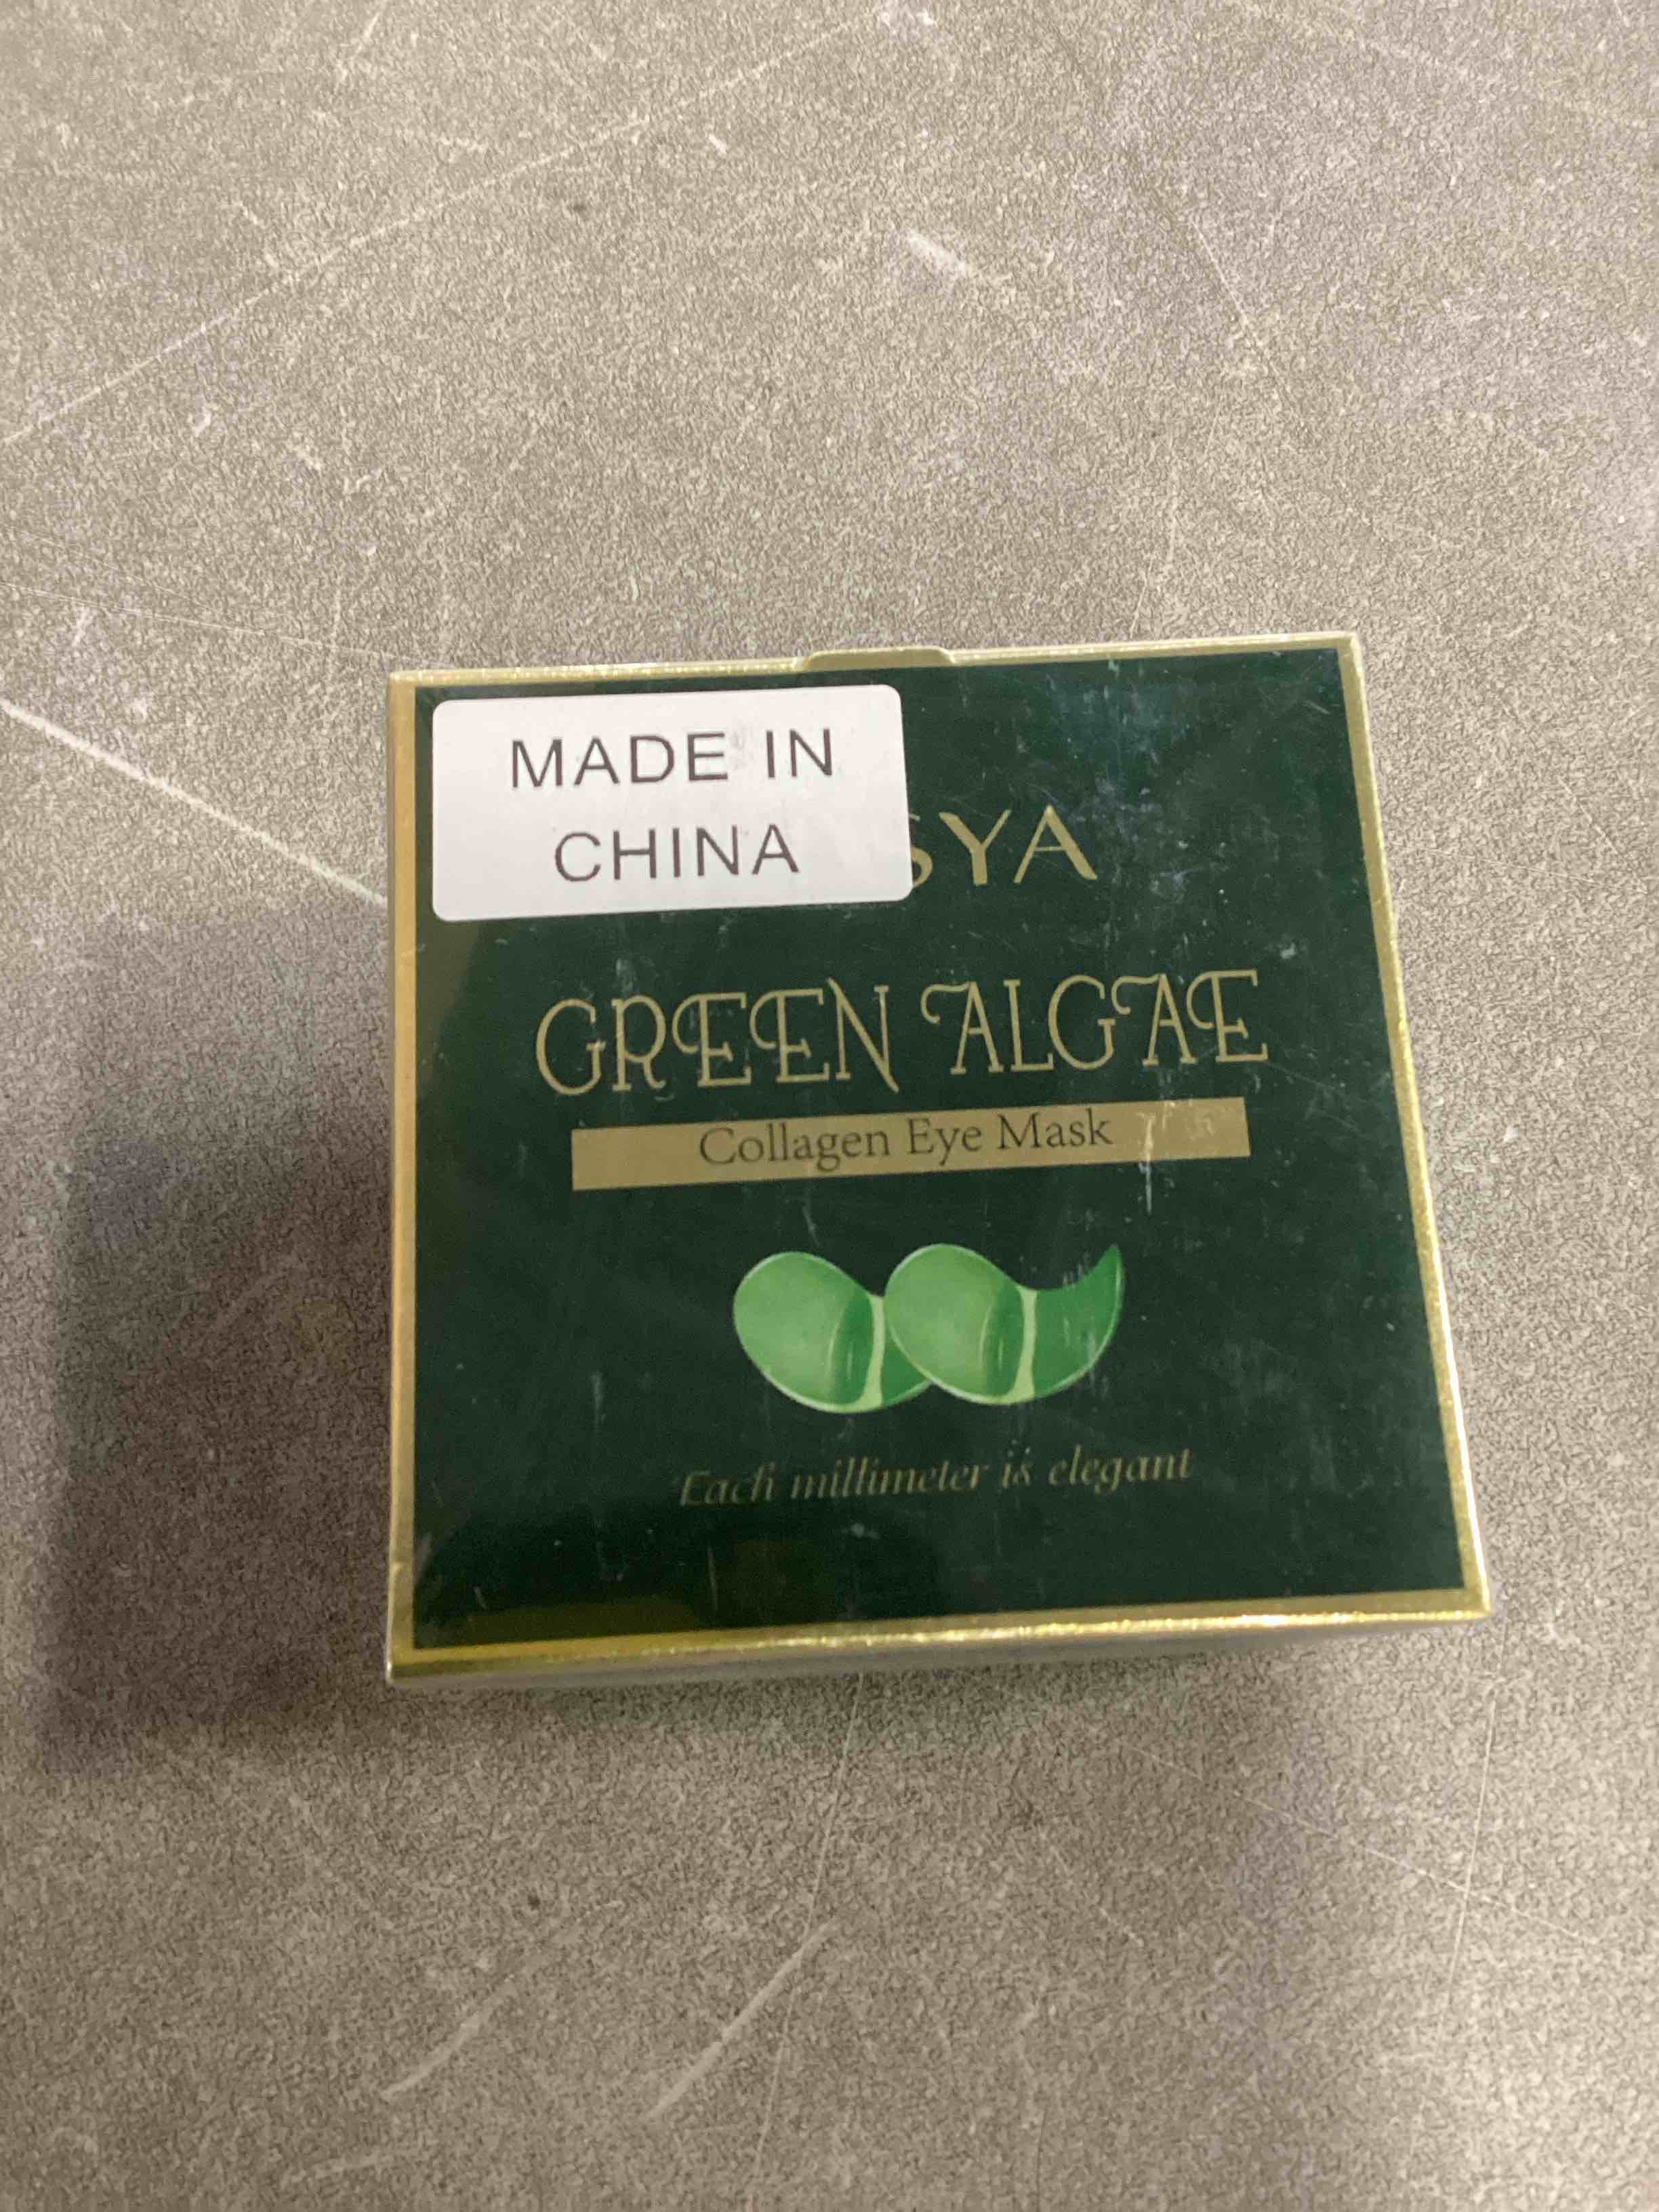 MADE IN
CHINA
SYA
GREEN ALGAE
Collagen Eye Mask
Each millimeter is elegant